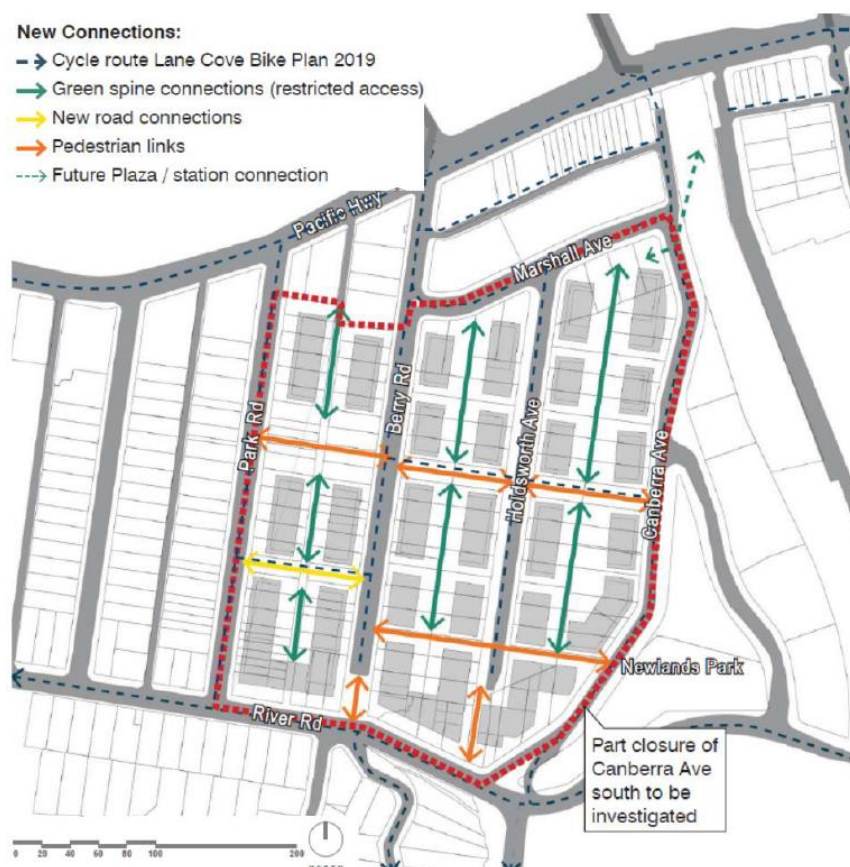 New Connections:
Cycle route Lane Cove Bike Plan 2019
Green spine connections (restricted access)
New road connections
Pedestrian links
Future Plaza / station connection
Pacific Hwy
Marshall Ave
Park Rd
Berry Rd
Holdsworth Ave
Canberra Ave
Newlands Park
River Rd
Part closure of
Canberra Ave
south to be
investigated
0 20 40 60 80 100 200